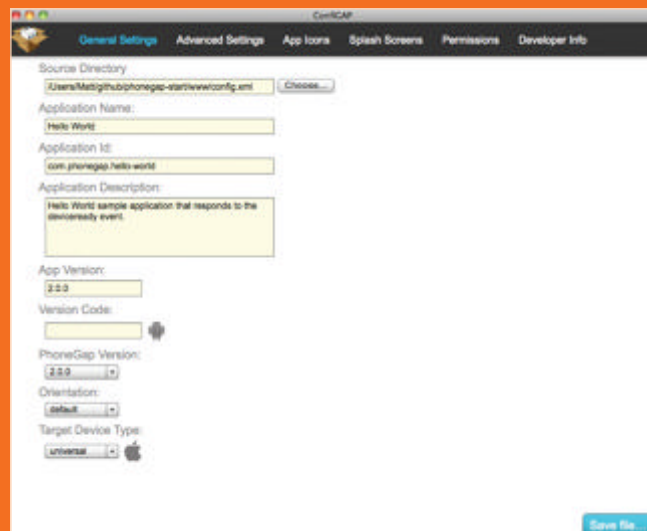 ConfiGAP
General Settings Advanced Settings App Icons Splash Screens Permissions Developer Info
Source Directory
/Users/Matt/github/phonegap-start/www/config.xml Choose...
Application Name:
Hello World
Application Id:
com.phonegap.hello-world
Application Description:
Hello World sample application that responds to the
deviceready event.
App Version:
2.0.0
Version Code:
PhoneGap Version:
2.0.0
Orientation:
default
Target Device Type:
universal
Save file...